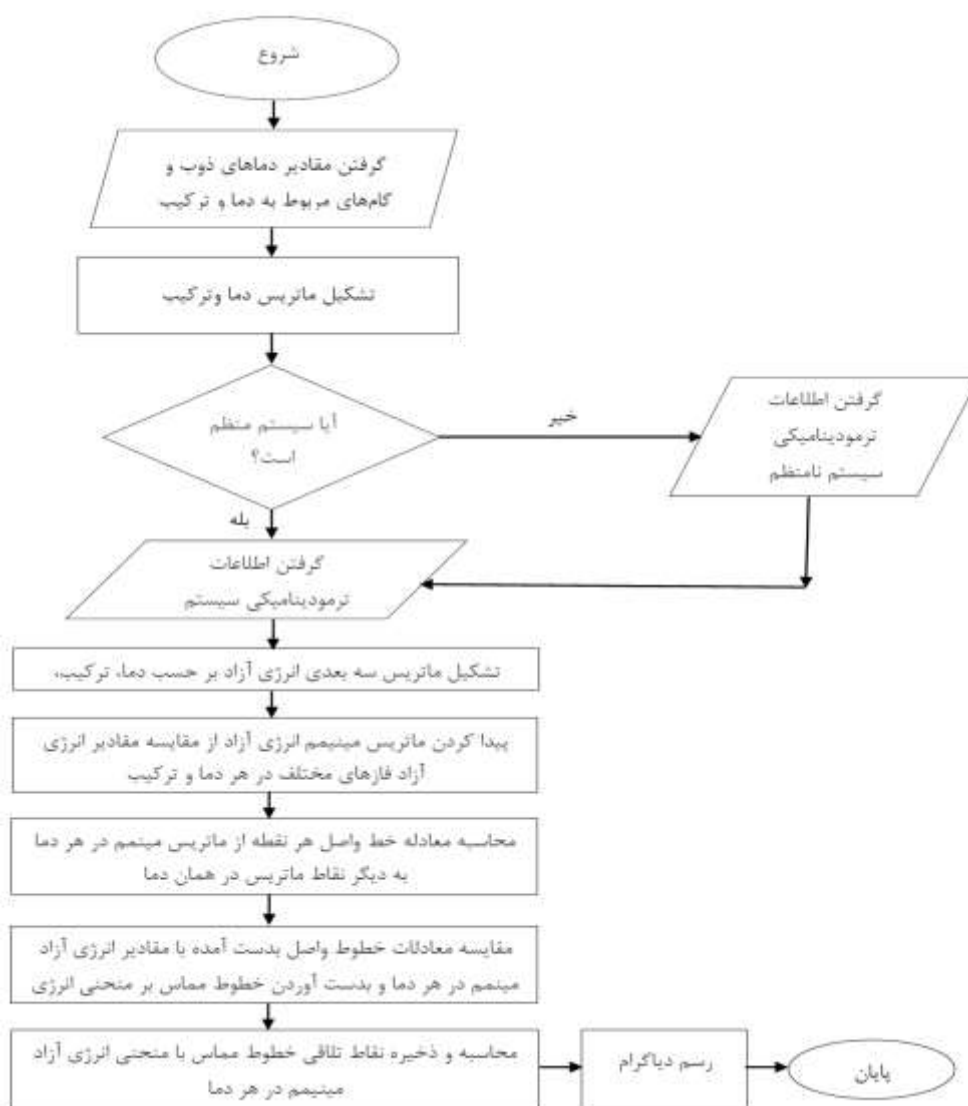 شروع
گرفتن مقادیر دماهای ذوب و
گام‌های مربوط به دما و ترکیب
تشکیل ماتریس دما وترکیب
آیا سیستم منظم
است؟
خیر
گرفتن اطلاعات
ترمودینامیکی
سیستم نامنظم
بله
گرفتن اطلاعات
ترمودینامیکی سیستم
تشکیل ماتریس سه بعدی انرژی آزاد بر حسب دما، ترکیب،
پیدا کردن ماتریس مینیمم انرژی آزاد از مقایسه مقادیر انرژی
آزاد فازهای مختلف در هر دما و ترکیب
محاسبه معادله خط واصل هر نقطه از ماتریس مینمم در هر دما
به دیگر نقاط ماتریس در همان دما
مقایسه معادلات خطوط واصل بدست آمده با مقادیر انرژی آزاد
مینمم در هر دما و بدست آوردن خطوط مماس بر منحنی انرژی
محاسبه و ذخیره نقاط تلاقی خطوط مماس با منحنی انرژی آزاد
مینیمم در هر دما
رسم دیاگرام
پایان